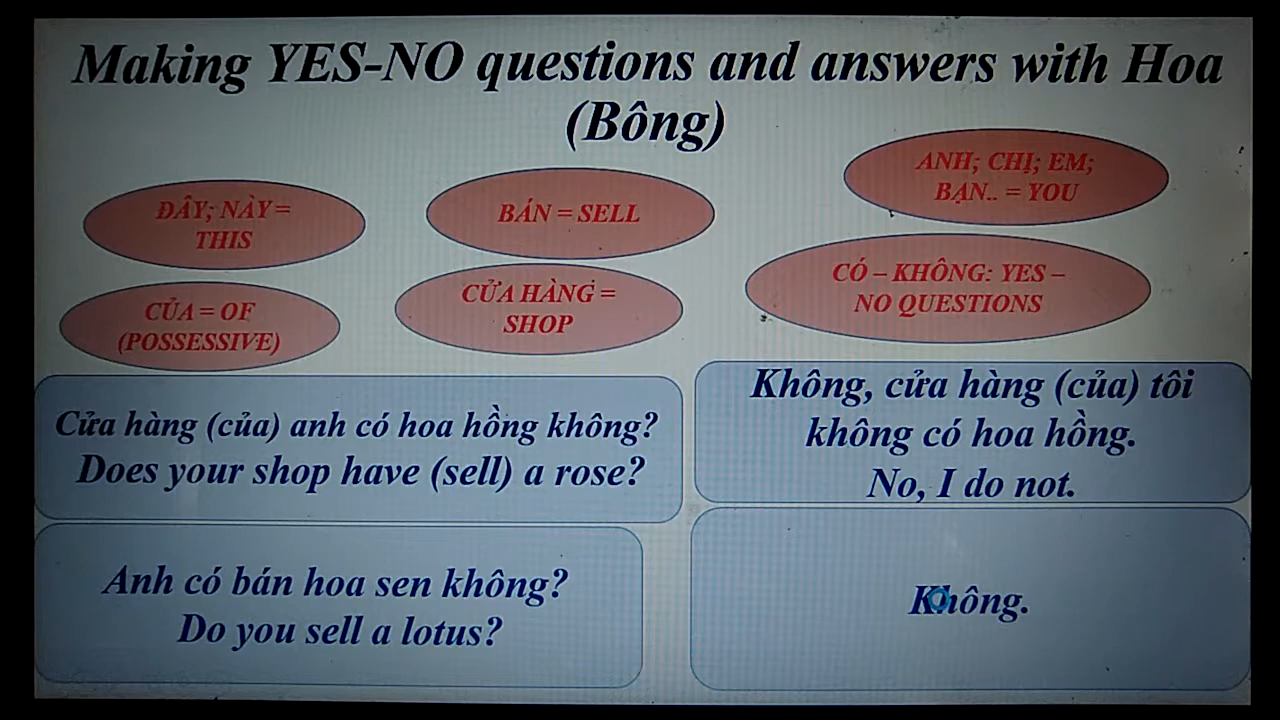 Making YES-NO questions and answers with Hoa
(Bông)
ĐÂY; NÀY =
THIS
BÁN = SELL
ANH; CHỊ; EM;
BẠN.. = YOU
CỦA = OF
(POSSESSIVE)
CỬA HÀNG =
SHOP
CÓ – KHÔNG: YES –
NO QUESTIONS
Cửa hàng (của) anh có hoa hồng không?
Does your shop have (sell) a rose?
Không, cửa hàng (của) tôi
không có hoa hồng.
No, I do not.
Anh có bán hoa sen không?
Do you sell a lotus?
Không.